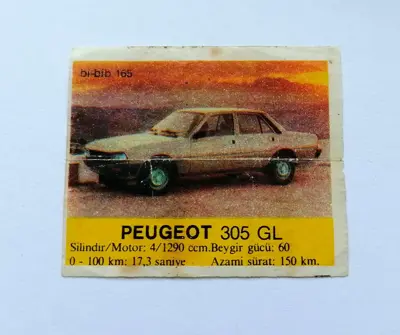 bi-bip 165
PEUGEOT 305 GL
Silindir/Motor: 4/1290 ccm.Beygir gücü: 60
0 - 100 km: 17,3 saniye Azami sürat: 150 km.